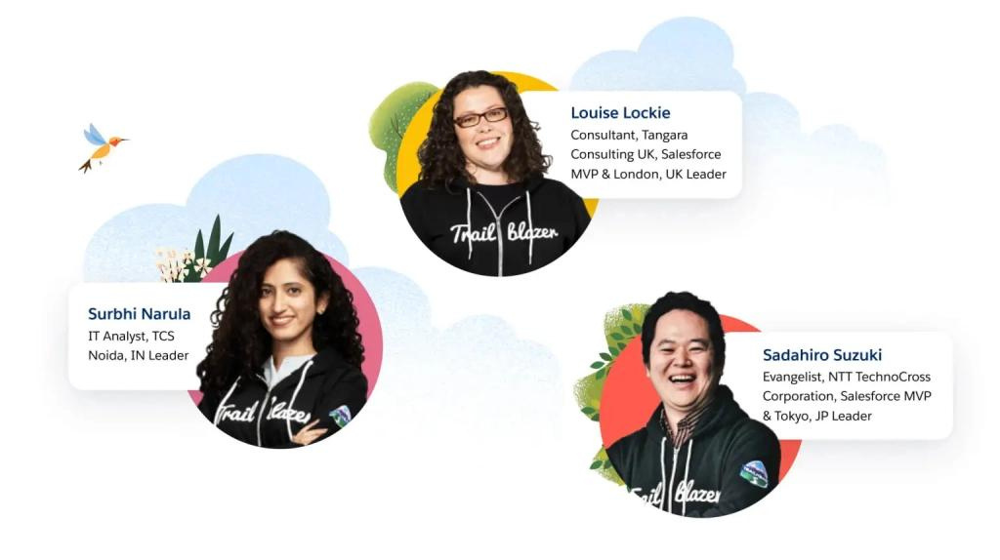 Louise Lockie
Consultant, Tangara
Consulting UK, Salesforce
MVP & London, UK Leader
Trail blazer
Surbhi Narula
IT Analyst, TCS
Noida, IN Leader
Trail blazer
Sadahiro Suzuki
Evangelist, NTT TechnoCross
Corporation, Salesforce MVP
& Tokyo, JP Leader
Trail blazer